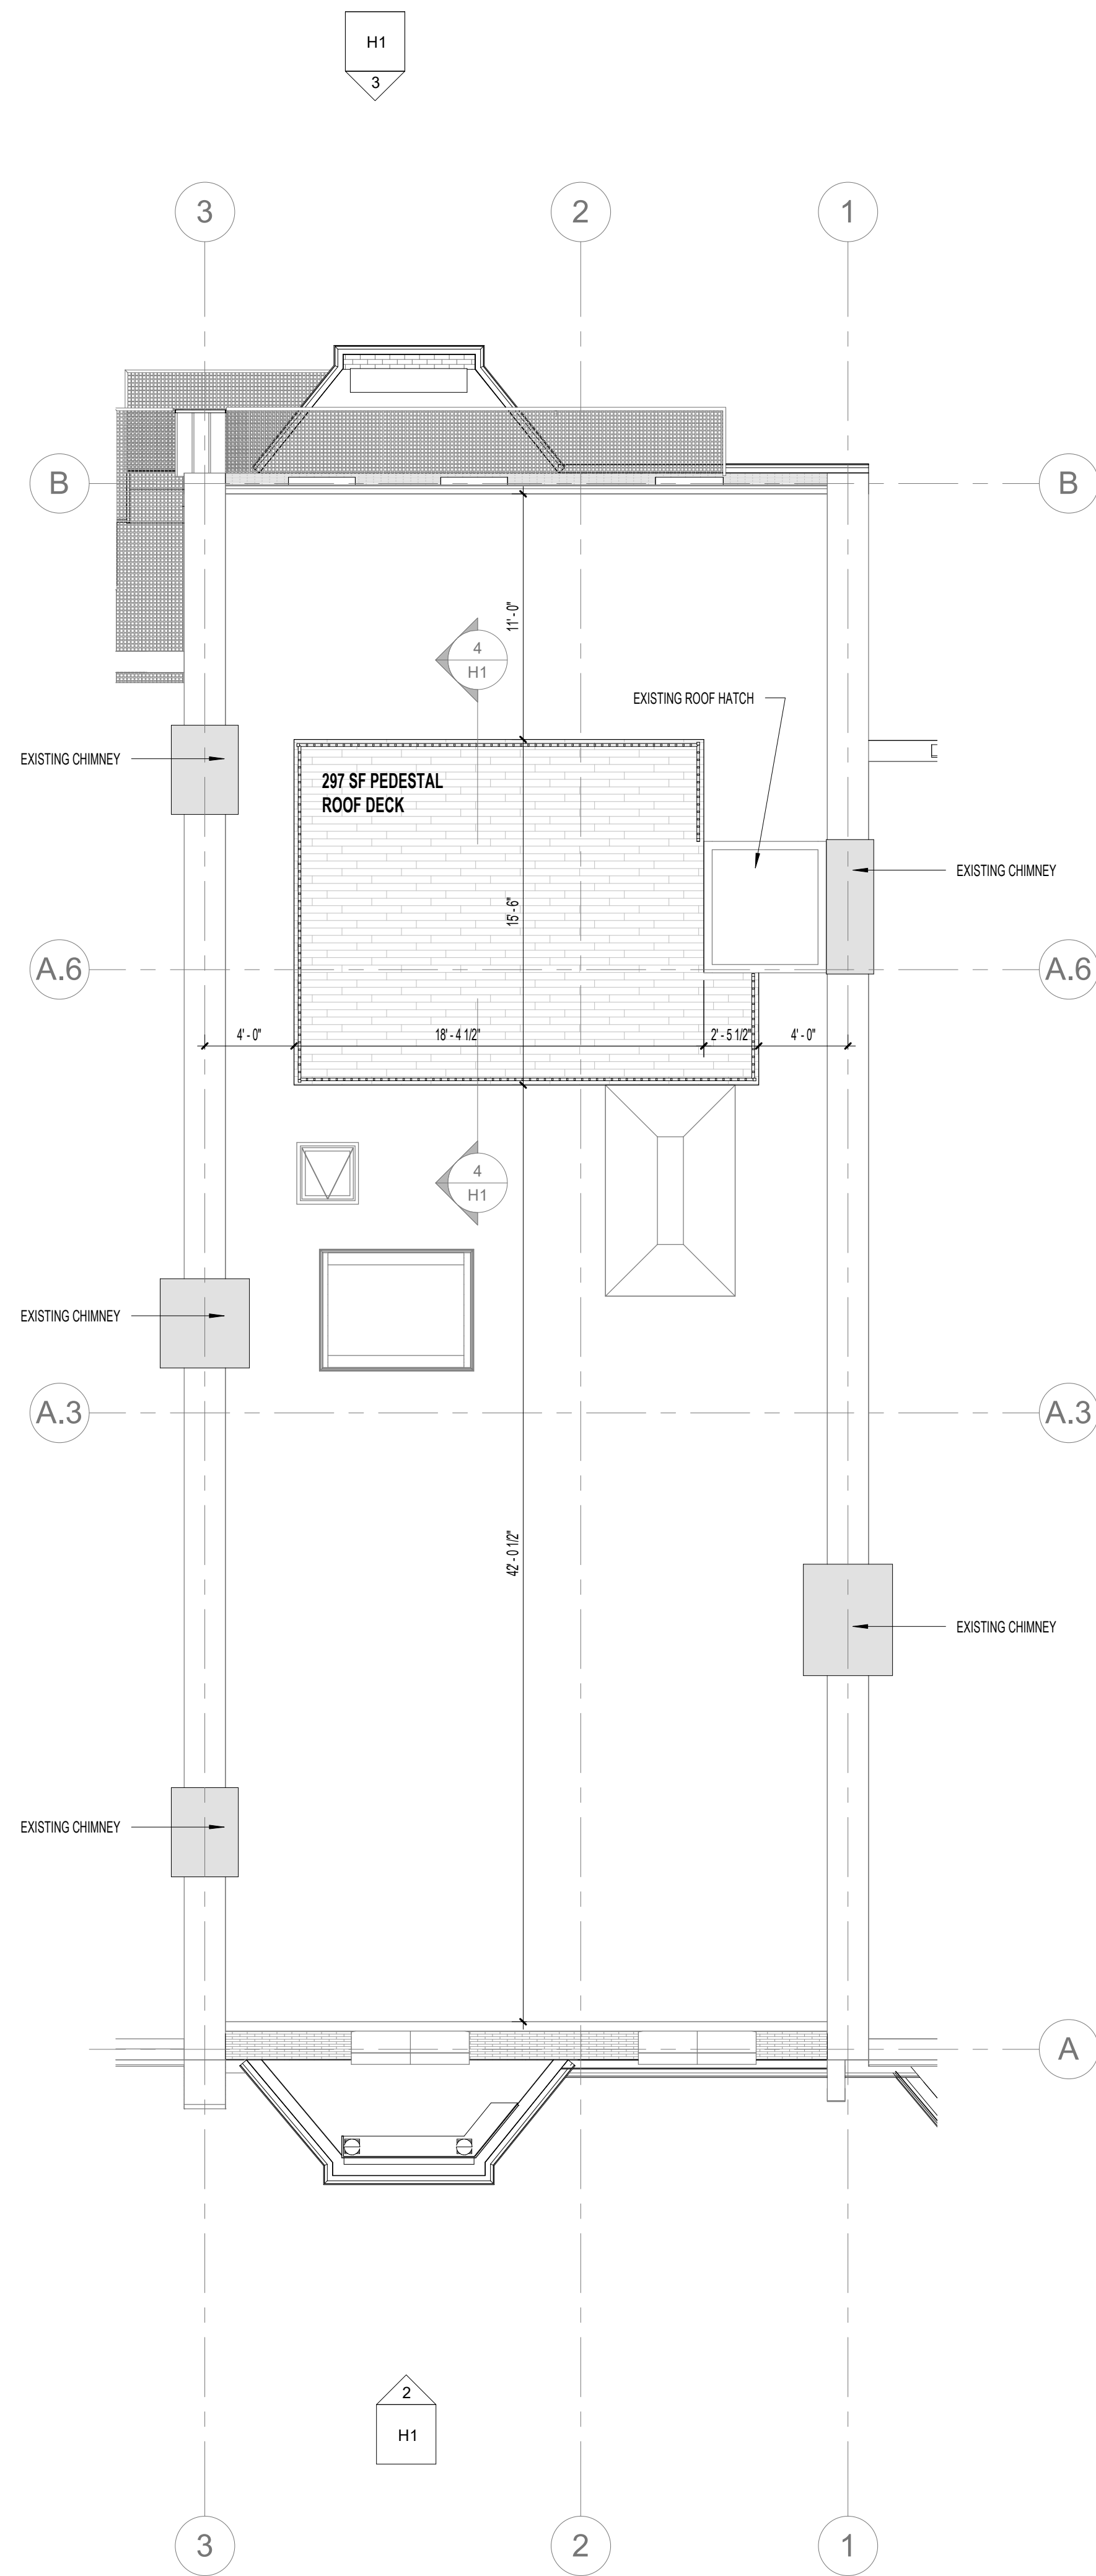 H1
3
3
2
1
B
B
11' - 0"
4
H1
EXISTING ROOF HATCH
EXISTING CHIMNEY
297 SF PEDESTAL
ROOF DECK
EXISTING CHIMNEY
15' - 6"
A.6
A.6
4' - 0"
18' - 4 1/2"
2' - 5 1/2"
4' - 0"
4
H1
EXISTING CHIMNEY
A.3
A.3
42' - 0 1/2"
EXISTING CHIMNEY
EXISTING CHIMNEY
A
2
H1
3
2
1